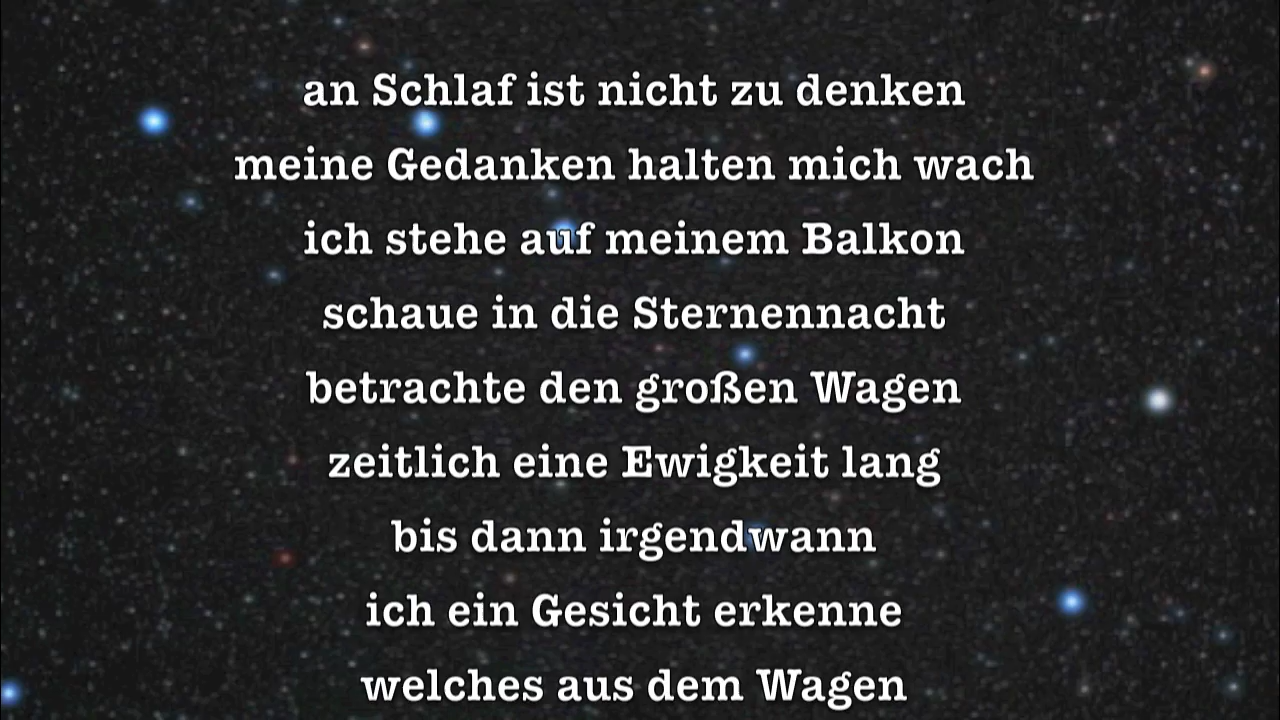 an Schlaf ist nicht zu denken
meine Gedanken halten mich wach
ich stehe auf meinem Balkon
schaue in die Sternennacht
betrachte den großen Wagen
zeitlich eine Ewigkeit lang
bis dann irgendwann
ich ein Gesicht erkenne
welches aus dem Wagen